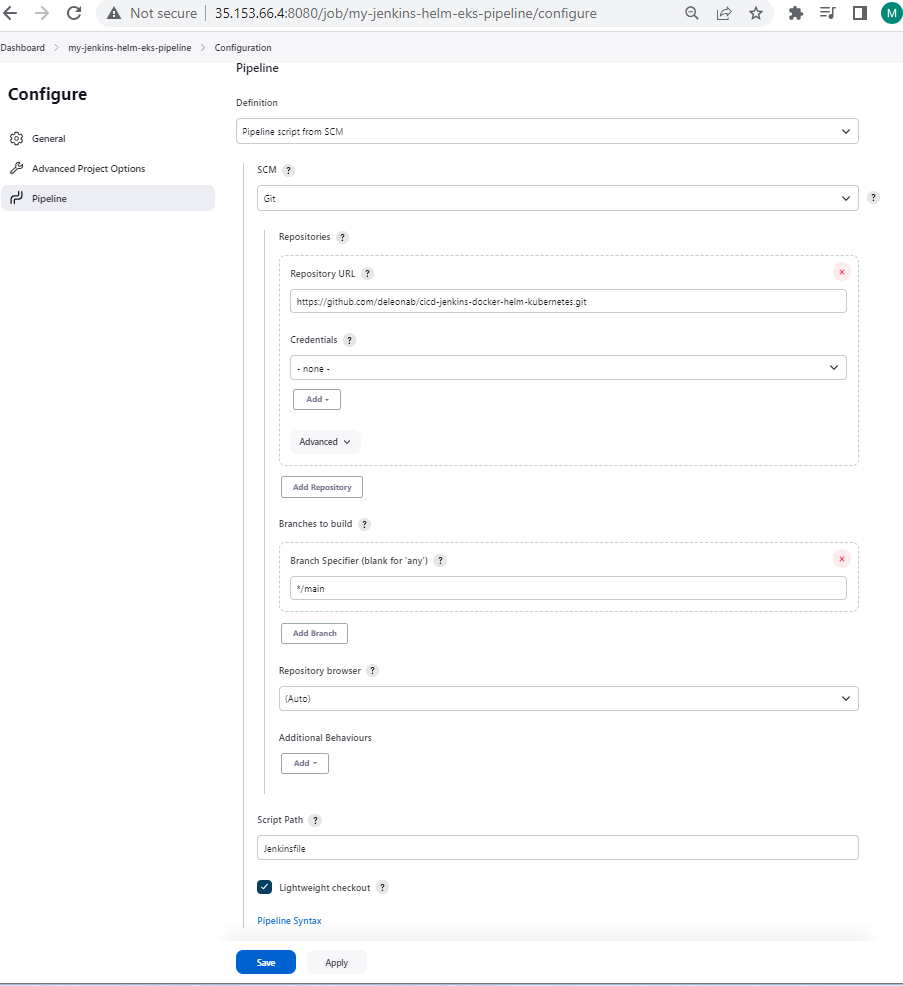 Not secure 35.153.66.4:8080/job/my-jenkins-helm-eks-pipeline/configure M
Dashboard > my-jenkins-helm-eks-pipeline > Configuration
Configure
General
Advanced Project Options
Pipeline
Pipeline
Definition
Pipeline script from SCM
SCM ?
Git ?
Repositories ?
Repository URL ?
https://github.com/deleonab/cicd-jenkins-docker-helm-kubernetes.git
Credentials ?
- none -
Add
Advanced
Add Repository
Branches to build ?
Branch Specifier (blank for 'any') ?
*/main
Add Branch
Repository browser ?
(Auto)
Additional Behaviours
Add
Script Path ?
Jenkinsfile
Lightweight checkout ?
Pipeline Syntax
Save Apply